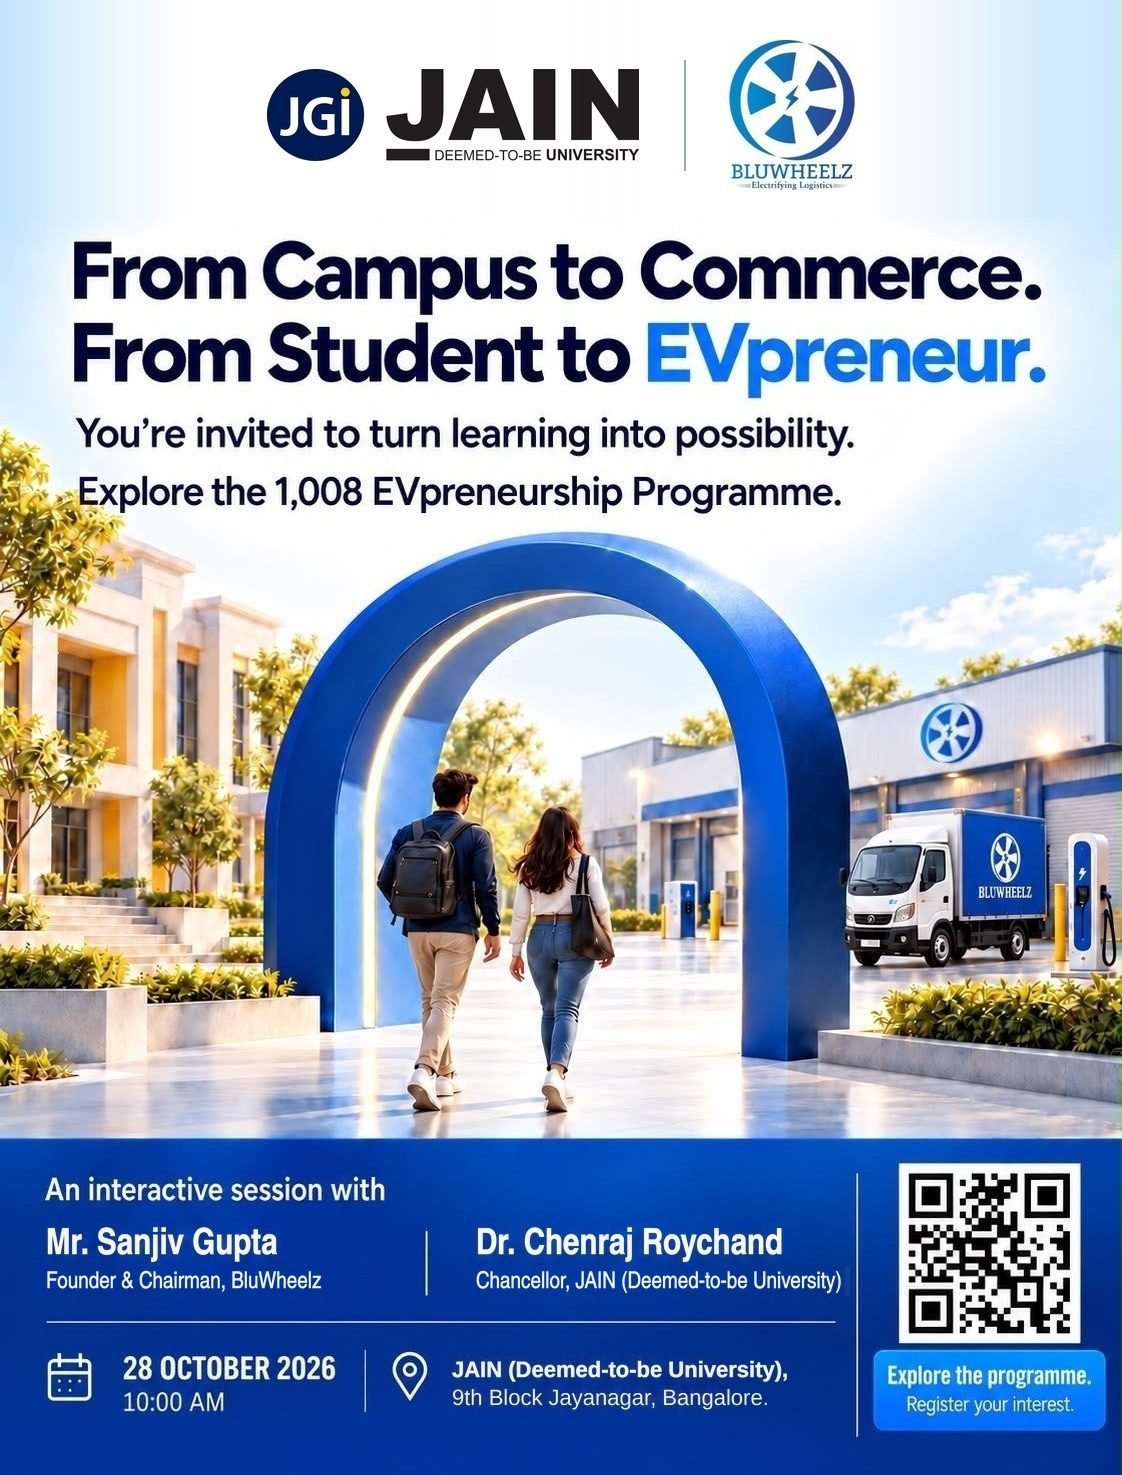 JGi
JAIN
DEEMED-TO-BE UNIVERSITY
BLUWHEELZ
Electrifying Logistics
From Campus to Commerce.
From Student to EVpreneur.
You're invited to turn learning into possibility.
Explore the 1,008 EVpreneurship Programme.
BLUWHEELZ
An interactive session with
Mr. Sanjiv Gupta
Founder & Chairman, BluWheelz
Dr. Chenraj Roychand
Chancellor, JAIN (Deemed-to-be University)
28 OCTOBER 2026
10:00 AM
JAIN (Deemed-to-be University),
9th Block Jayanagar, Bangalore.
Explore the programme.
Register your interest.